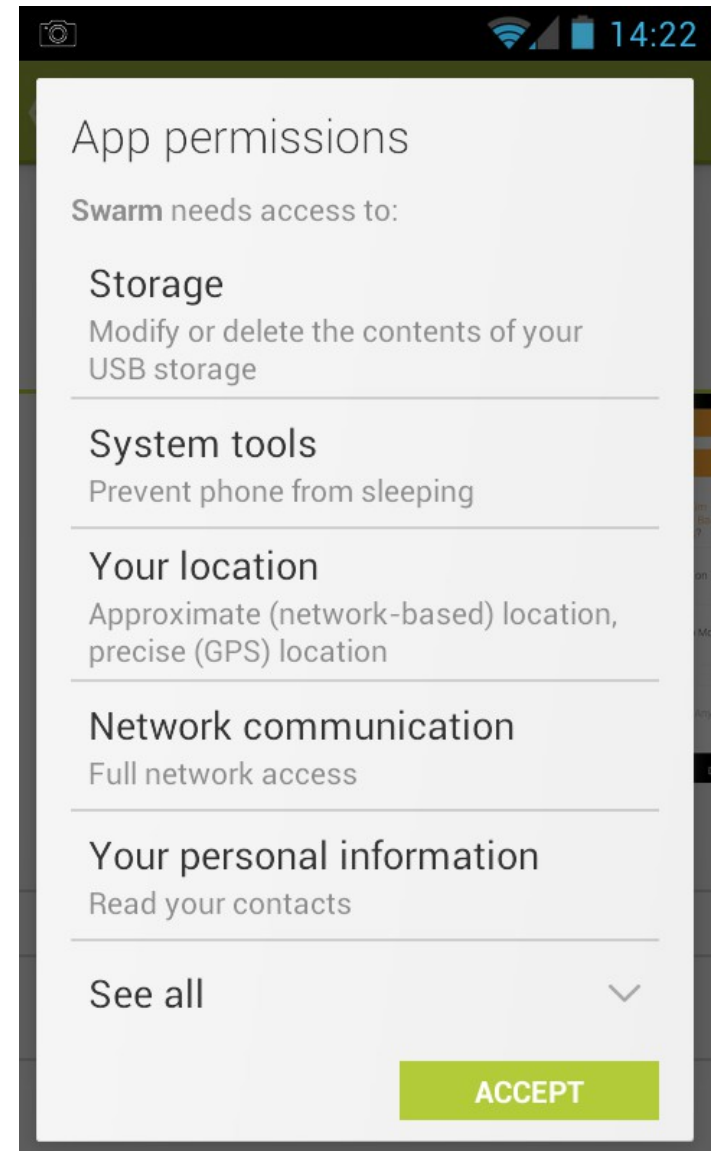 14:22
App permissions
Swarm needs access to:
Storage
Modify or delete the contents of your
USB storage
System tools
Prevent phone from sleeping
Your location
Approximate (network-based) location,
precise (GPS) location
Network communication
Full network access
Your personal information
Read your contacts
See all
ACCEPT